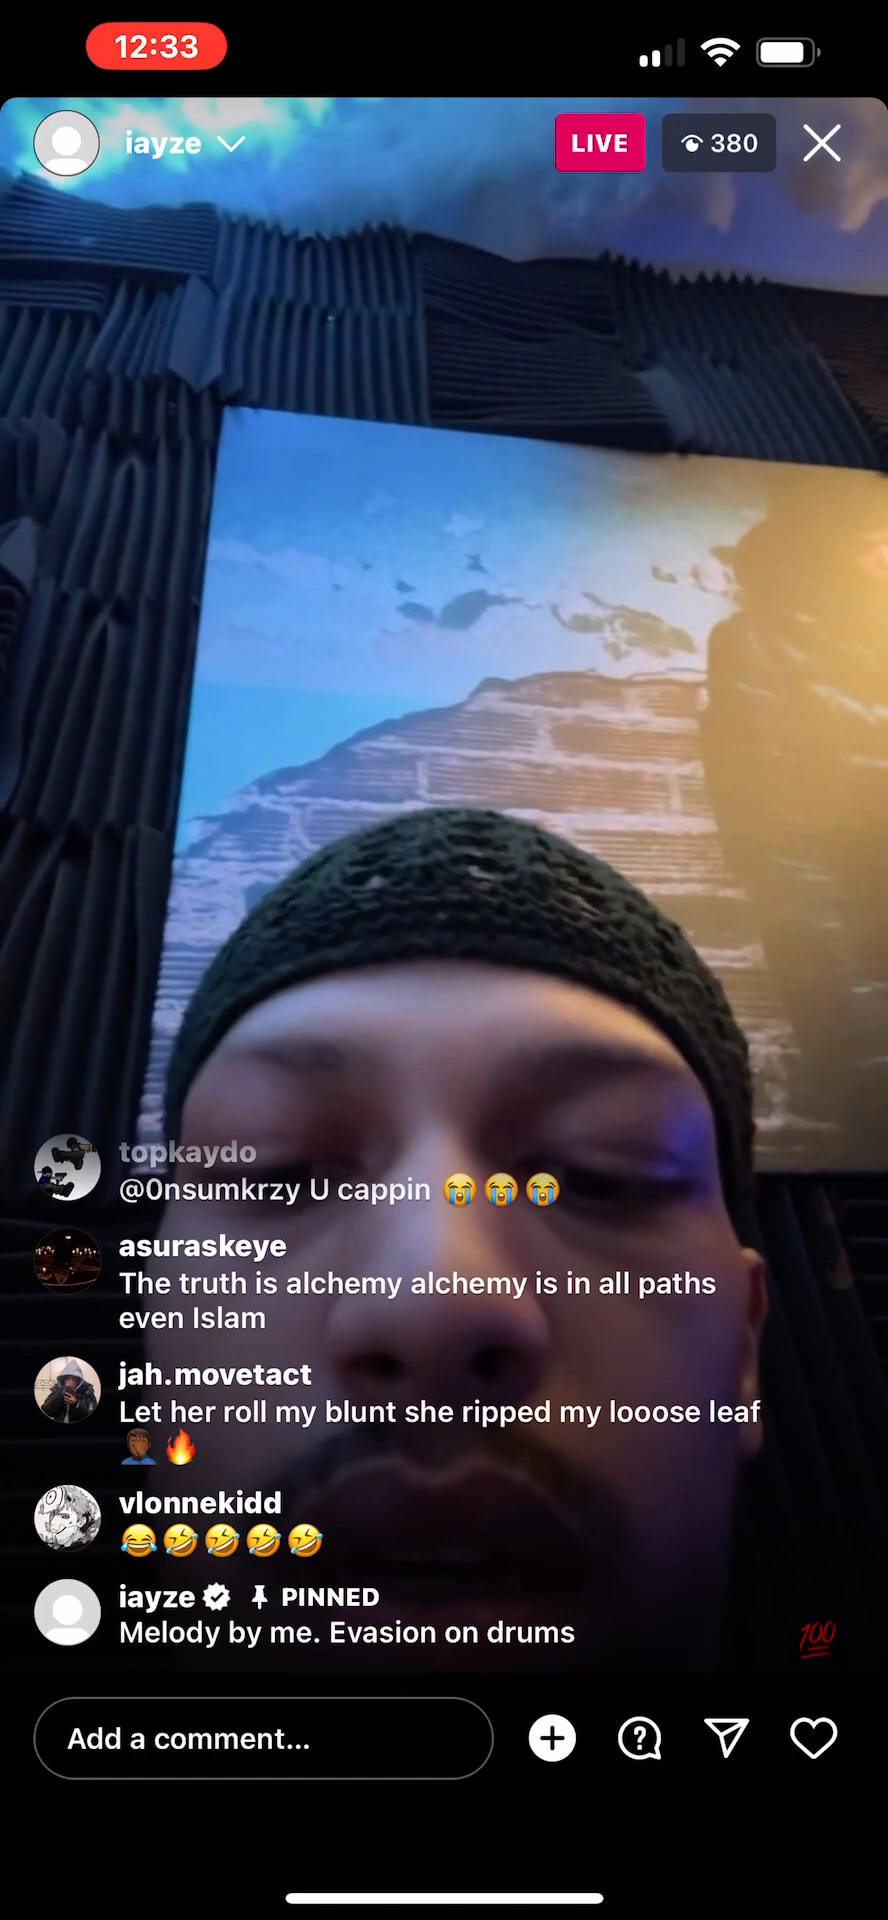 12:33
iayze
LIVE
380
topkaydo
@0nsumkrzy U cappin 😭😭😭
asuraskeye
The truth is alchemy alchemy is in all paths
even Islam
jah.movetact
Let her roll my blunt she ripped my looose leaf
🤦🏾‍♂️🔥
vlonnekidd
😂🤣🤣🤣🤣
iayze PINNED
Melody by me. Evasion on drums
💯
Add a comment...